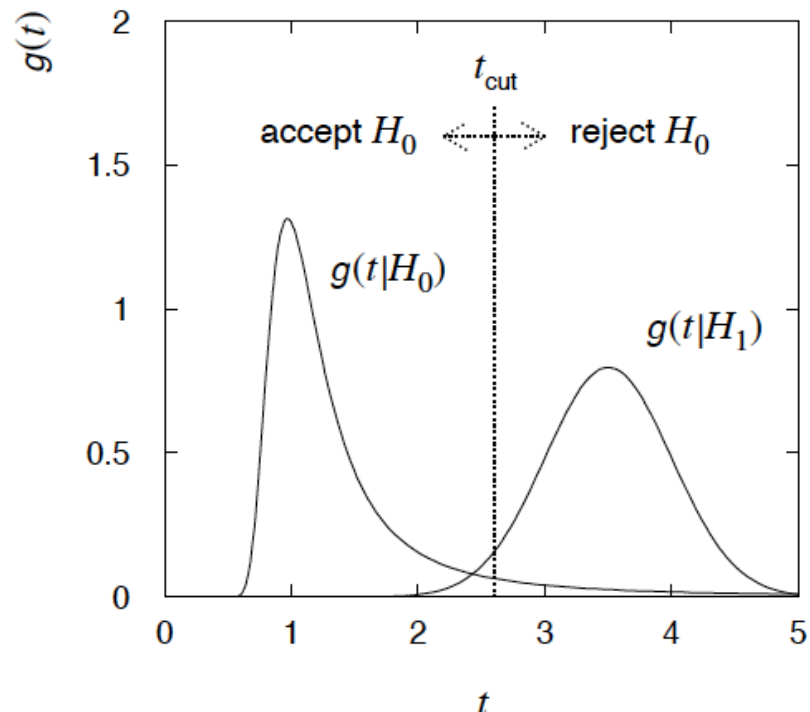 g(t)
2
t_cut
accept H_0 reject H_0
1.5
g(t|H_0)
1
g(t|H_1)
0.5
0
0 1 2 3 4 5
t